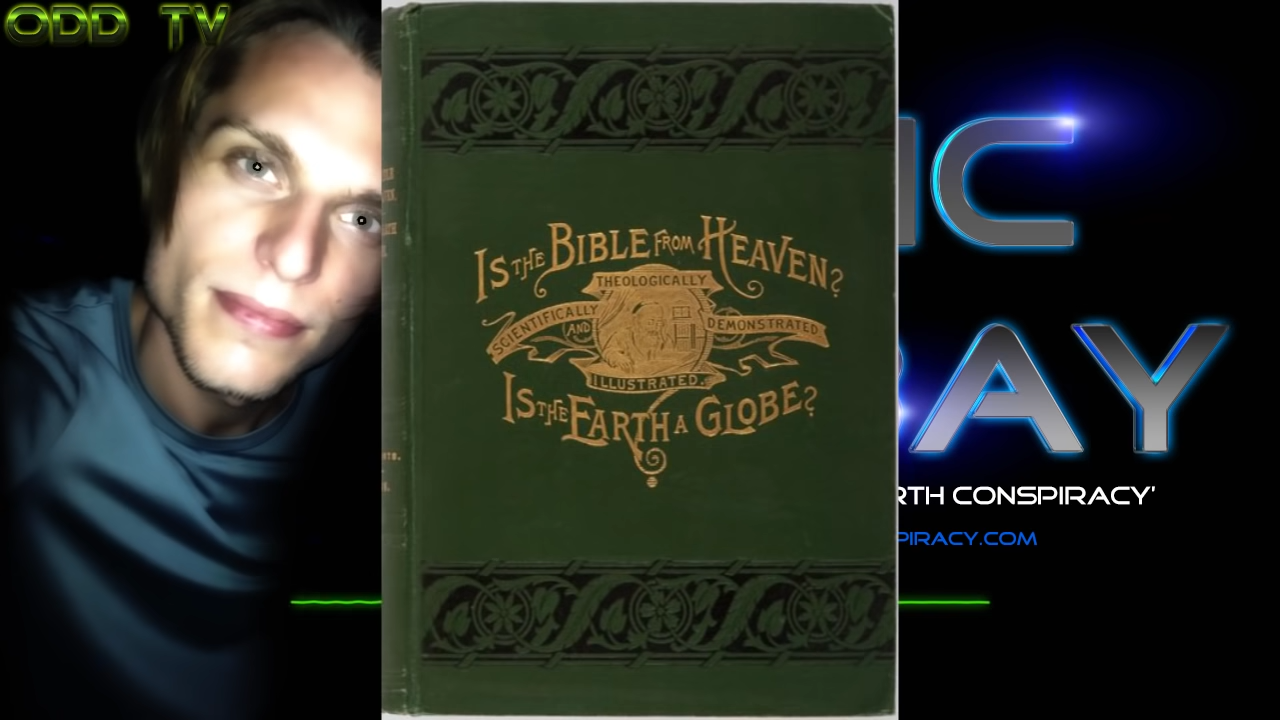 ODD TV
IC
AY
RTH CONSPIRACY'
PIRACY.COM
IS THE BIBLE FROM HEAVEN?
THEOLOGICALLY
SCIENTIFICALLY AND DEMONSTRATED
ILLUSTRATED.
IS THE EARTH A GLOBE?